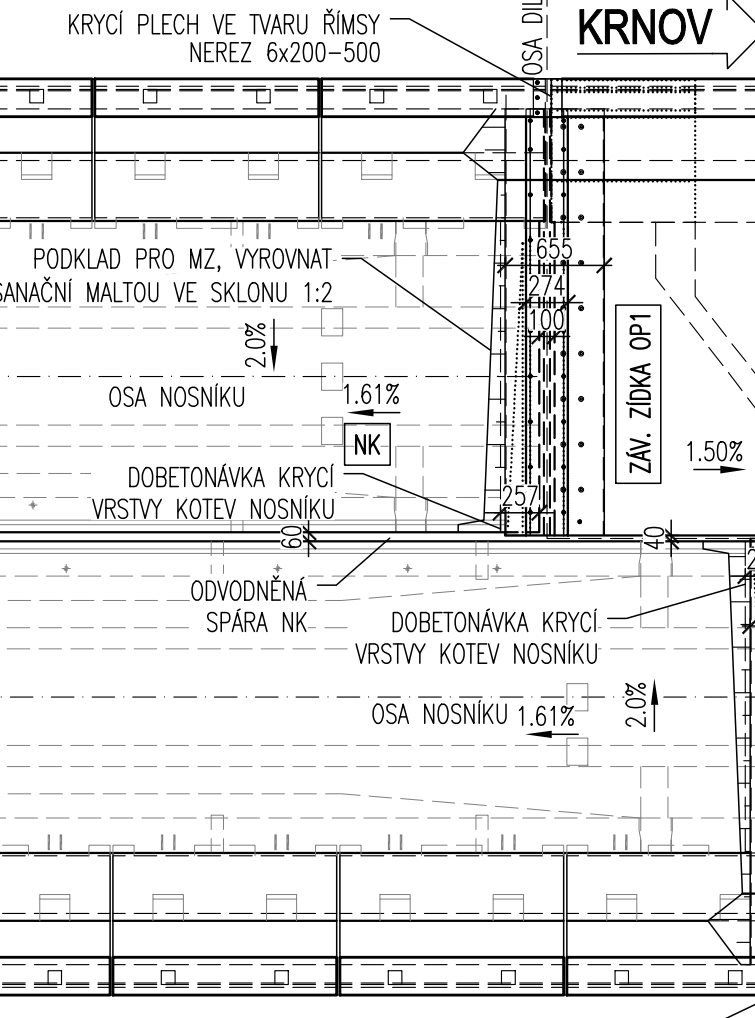 KRYCÍ PLECH VE TVARU ŘÍMSY
NEREZ 6x200-500
OSA DIL
KRNOV
PODKLAD PRO MZ, VYROVNAT
SANAČNÍ MALTOU VE SKLONU 1:2
655
274
100
2.0%
OSA NOSNÍKU
1.61%
NK
ZÁV. ZÍDKA OP1
1.50%
DOBETONÁVKA KRYCÍ
VRSTVY KOTEV NOSNÍKU
257
60
40
ODVODNĚNÁ
SPÁRA NK
DOBETONÁVKA KRYCÍ
VRSTVY KOTEV NOSNÍKU
OSA NOSNÍKU
1.61%
2.0%